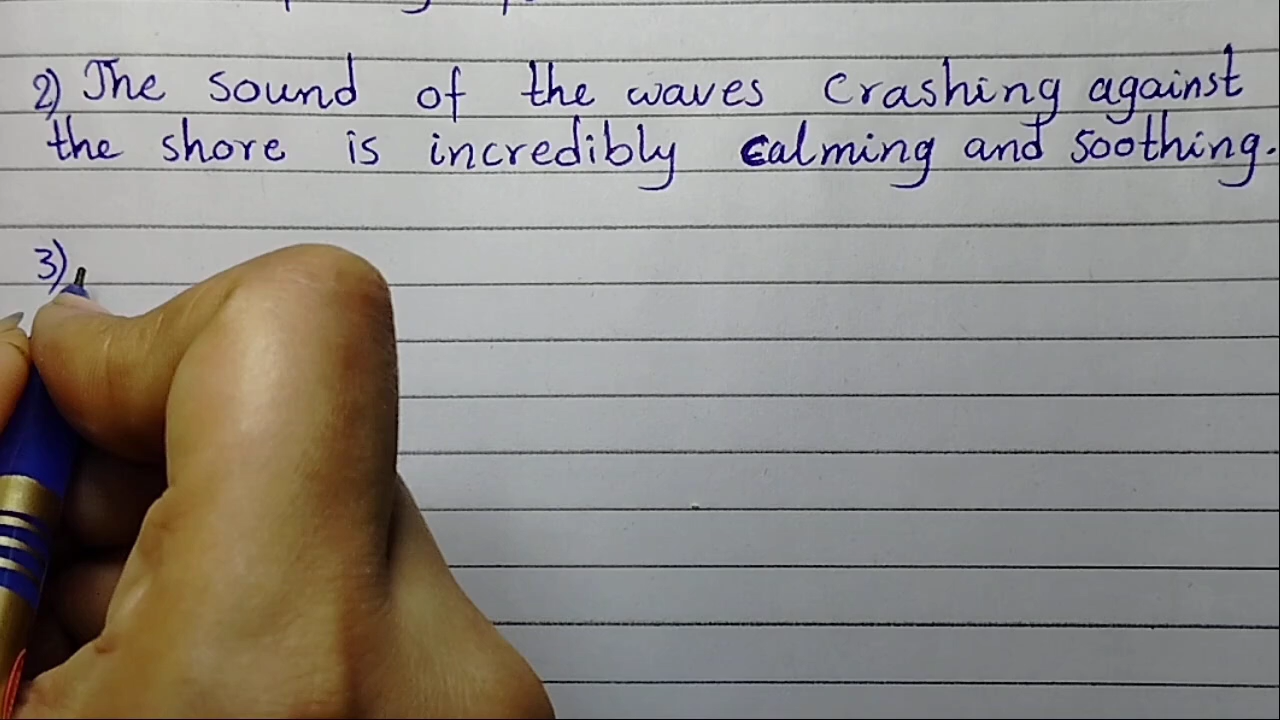 2) The sound of the waves crashing against
the shore is incredibly calming and soothing.
3)